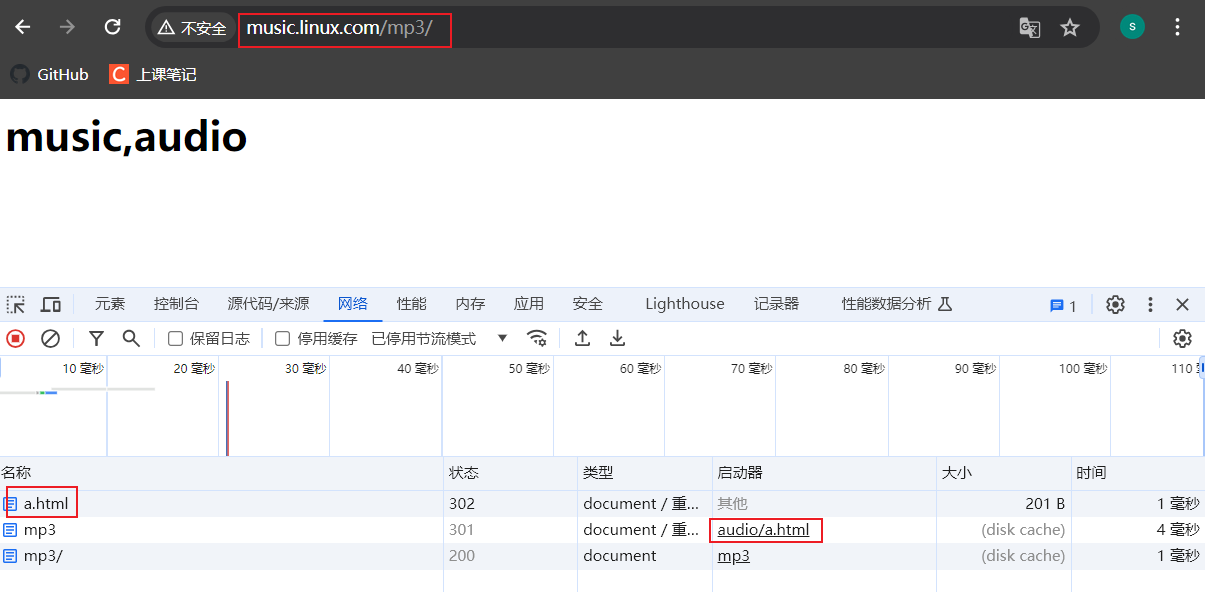 不安全 music.linux.com/mp3/ S
GitHub C 上课笔记
music,audio
元素 控制台 源代码/来源 网络 性能 内存 应用 安全 Lighthouse 记录器 性能数据分析 1
保留日志 停用缓存 已停用节流模式
10 毫秒 20 毫秒 30 毫秒 40 毫秒 50 毫秒 60 毫秒 70 毫秒 80 毫秒 90 毫秒 100 毫秒 110
名称 状态 类型 启动器 大小 时间
a.html 302 document / 重... 其他 201 B 1 毫秒
mp3 301 document / 重... audio/a.html (disk cache) 4 毫秒
mp3/ 200 document mp3 (disk cache) 1 毫秒